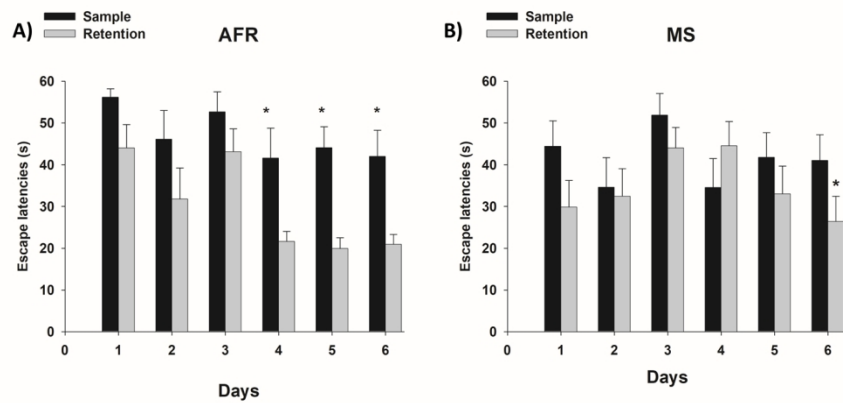 A)
Sample
Retention
AFR
Escape latencies (s)
60
50
40
30
20
10
0
* * *
0 1 2 3 4 5 6
Days
B)
Sample
Retention
MS
Escape latencies (s)
60
50
40
30
20
10
0
*
0 1 2 3 4 5 6
Days